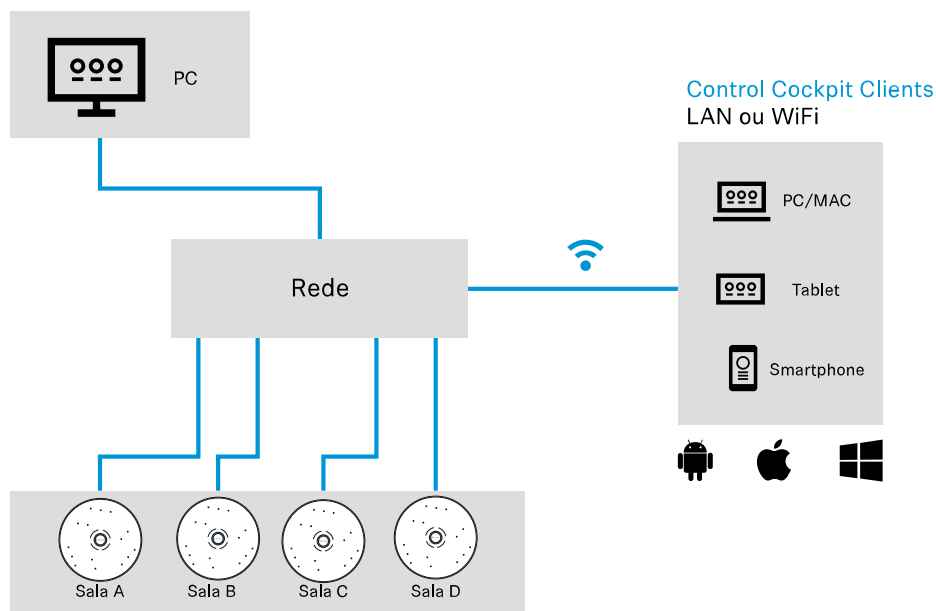 PC
Control Cockpit Clients
LAN ou WiFi
PC/MAC
Rede
Tablet
Smartphone
Sala A
Sala B
Sala C
Sala D